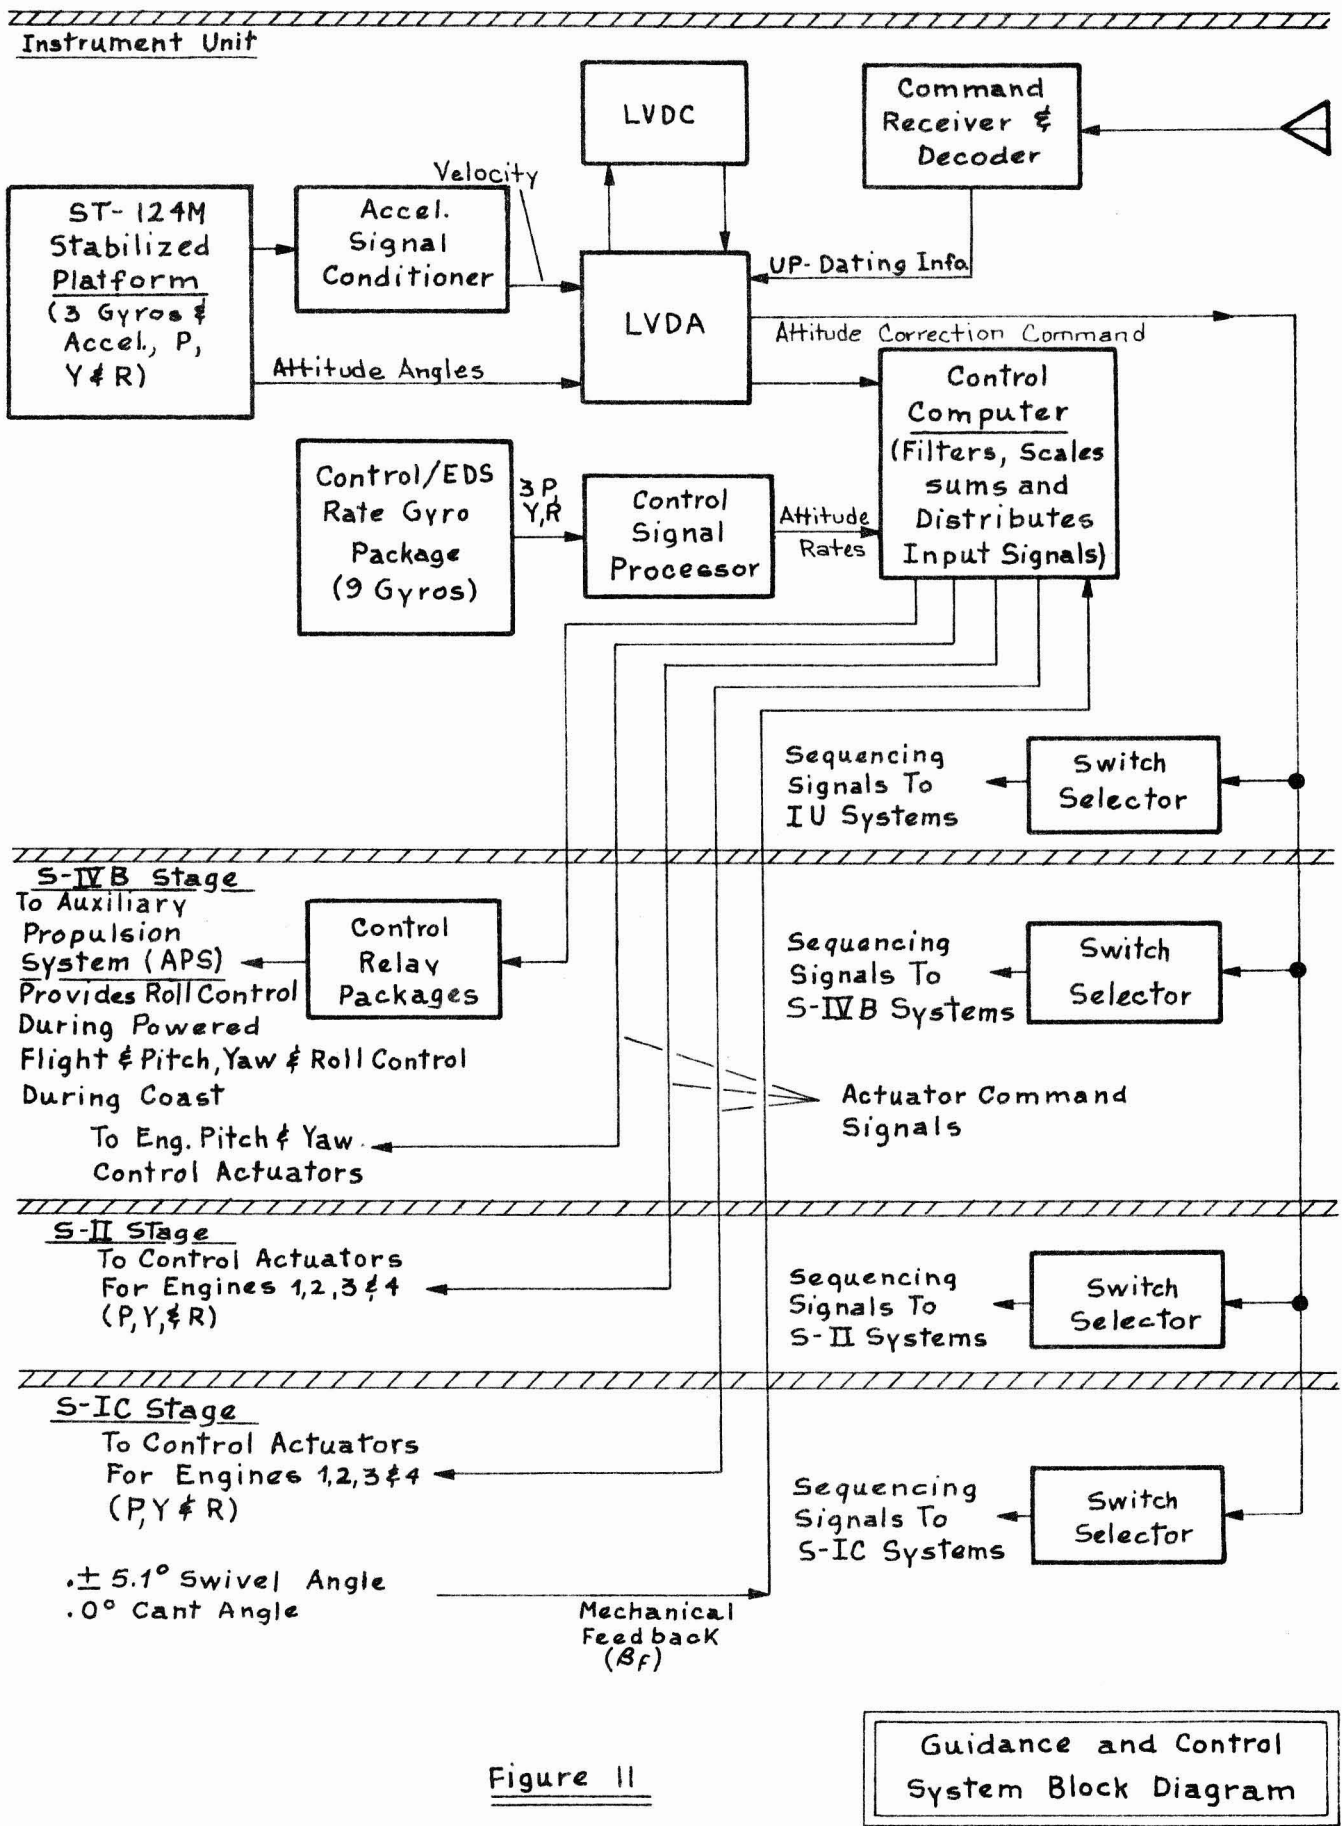 Instrument Unit
LVDC
Command
Receiver &
Decoder
Velocity
ST-124M
Stabilized
Platform
(3 Gyros &
Accel., P,
Y & R)
Accel.
Signal
Conditioner
UP-Dating Info
LVDA
Attitude Correction Command
Attitude Angles
Control
Computer
(Filters, Scales
sums and
Distributes
Input Signals)
Control/EDS
Rate Gyro
Package
(9 Gyros)
3 P,
Y,R
Control
Signal
Processor
Attitude
Rates
Sequencing
Signals To
IU Systems
Switch
Selector
S-IVB Stage
To Auxiliary
Propulsion
System (APS)
Provides Roll Control
During Powered
Flight & Pitch, Yaw & Roll Control
During Coast
Control
Relay
Packages
Sequencing
Signals To
S-IVB Systems
Switch
Selector
Actuator Command
Signals
To Eng. Pitch & Yaw
Control Actuators
S-II Stage
To Control Actuators
For Engines 1,2,3 & 4
(P,Y,& R)
Sequencing
Signals To
S-II Systems
Switch
Selector
S-IC Stage
To Control Actuators
For Engines 1,2,3 & 4
(P,Y & R)
Sequencing
Signals To
S-IC Systems
Switch
Selector
.± 5.1° Swivel Angle
.0° Cant Angle
Mechanical
Feedback
(βF)
Figure 11
Guidance and Control
System Block Diagram